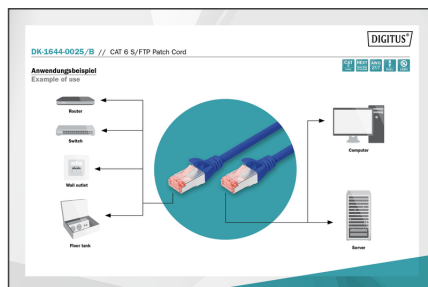 DIGITUS®
DK-1644-0025/B // CAT 6 S/FTP Patch Cord
Anwendungsbeispiel
Example of use
Router
Switch
Wall outlet
Floor tank
Computer
Server